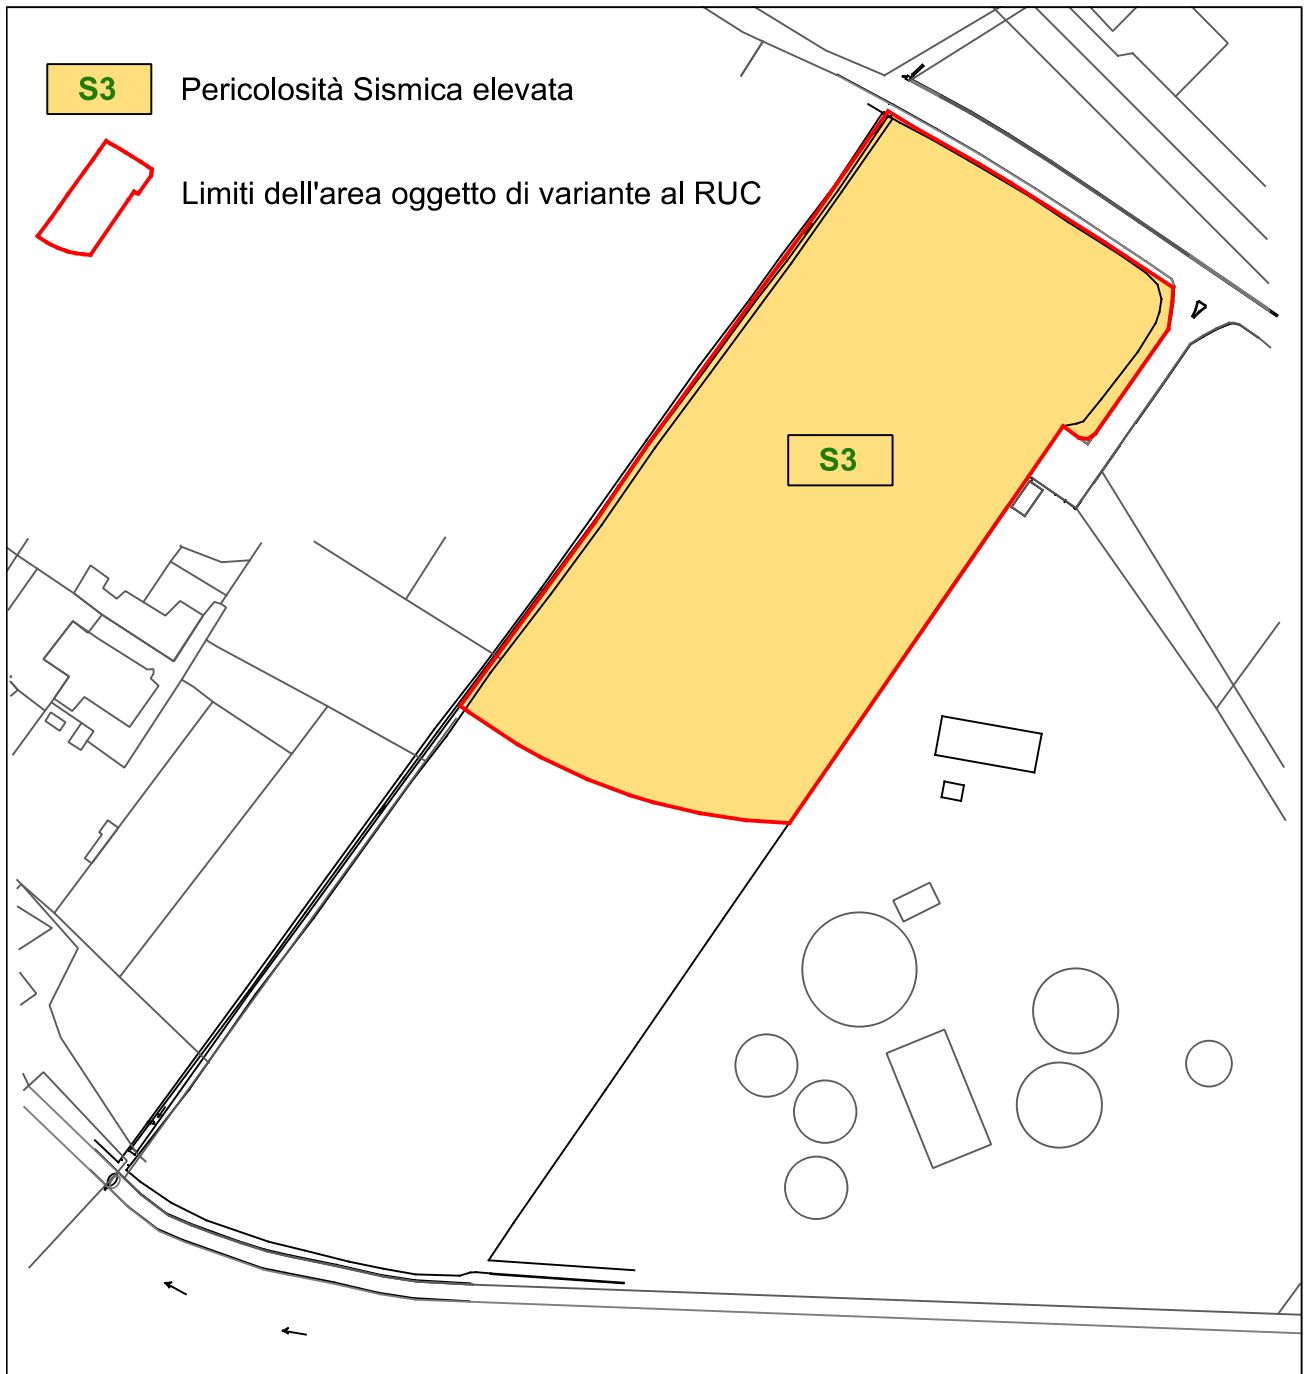 S3
Pericolosità Sismica elevata
Limiti dell'area oggetto di variante al RUC
S3